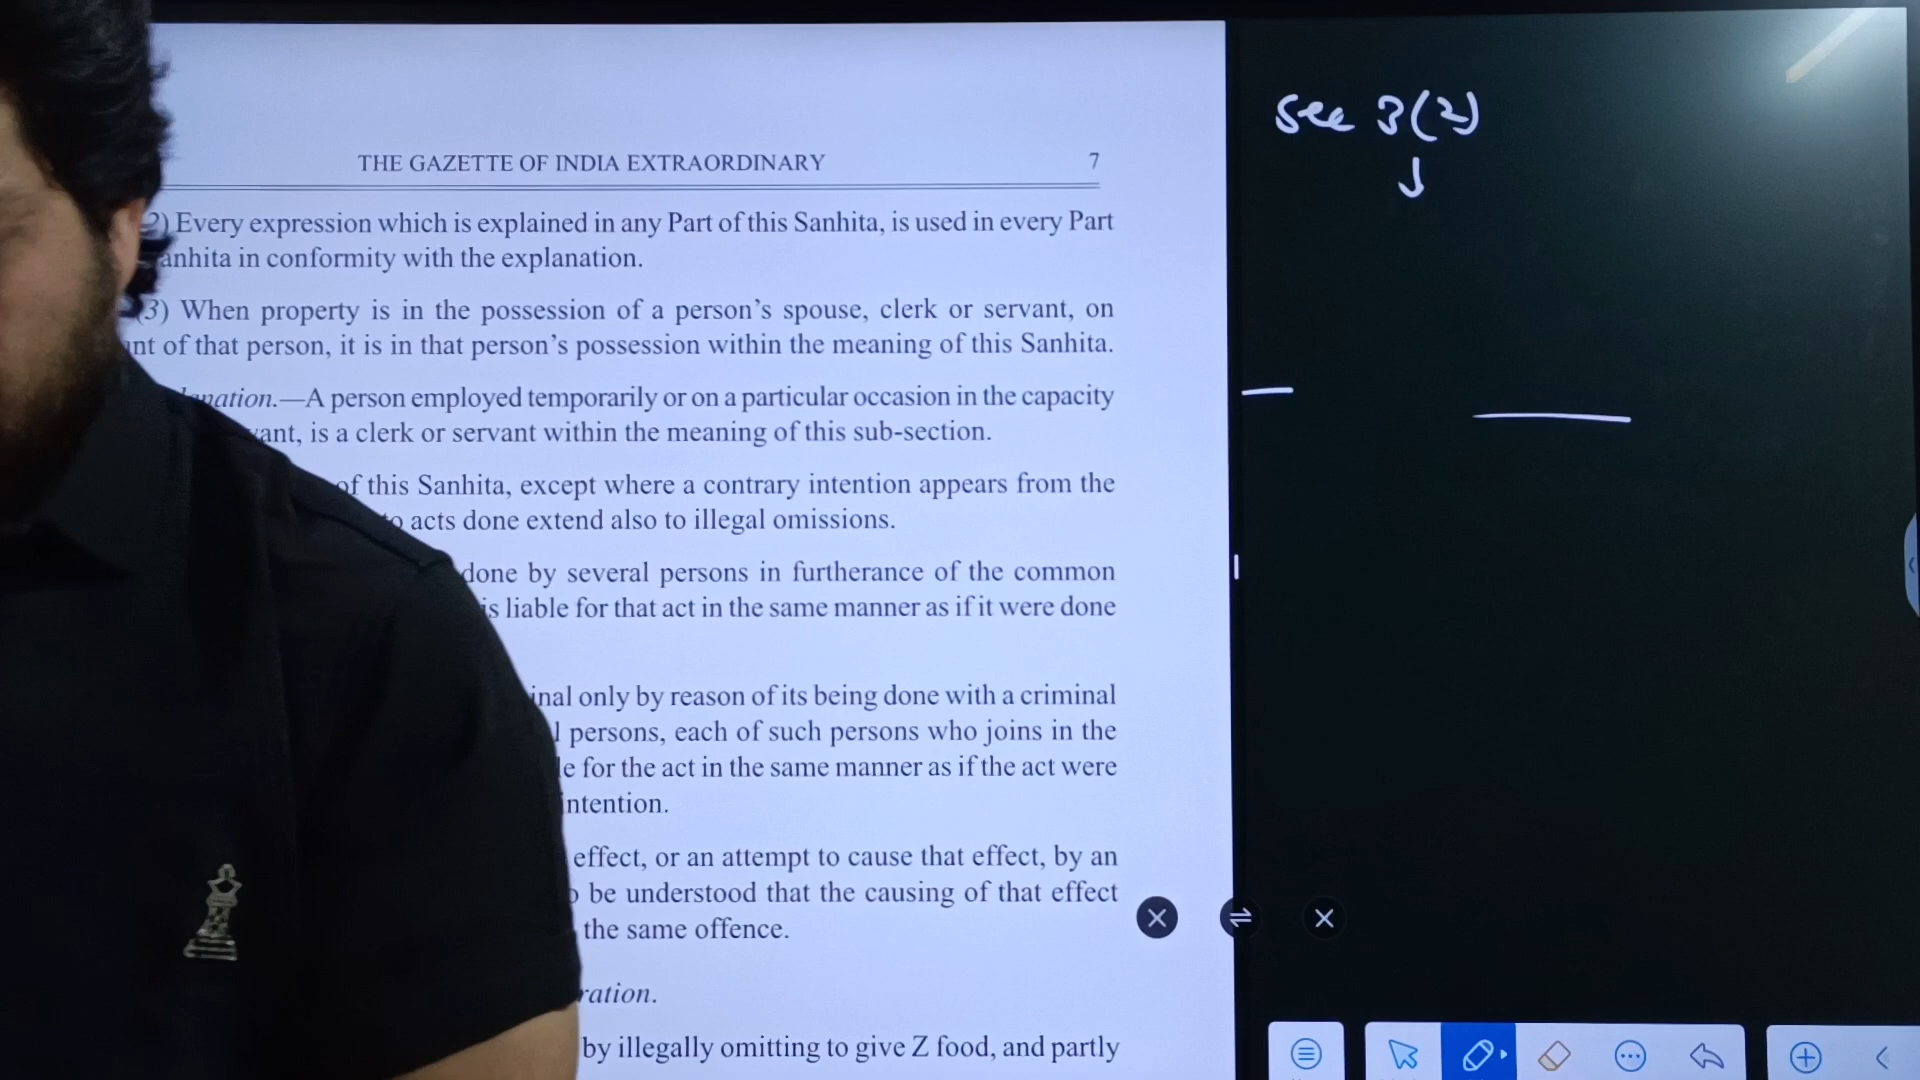 THE GAZETTE OF INDIA EXTRAORDINARY 7
2) Every expression which is explained in any Part of this Sanhita, is used in every Part
anhita in conformity with the explanation.
(3) When property is in the possession of a person's spouse, clerk or servant, on
nt of that person, it is in that person's possession within the meaning of this Sanhita.
nation.—A person employed temporarily or on a particular occasion in the capacity
ant, is a clerk or servant within the meaning of this sub-section.
of this Sanhita, except where a contrary intention appears from the
to acts done extend also to illegal omissions.
done by several persons in furtherance of the common
is liable for that act in the same manner as if it were done
inal only by reason of its being done with a criminal
l persons, each of such persons who joins in the
le for the act in the same manner as if the act were
intention.
effect, or an attempt to cause that effect, by an
o be understood that the causing of that effect
the same offence.
ration.
by illegally omitting to give Z food, and partly
See 3(2)